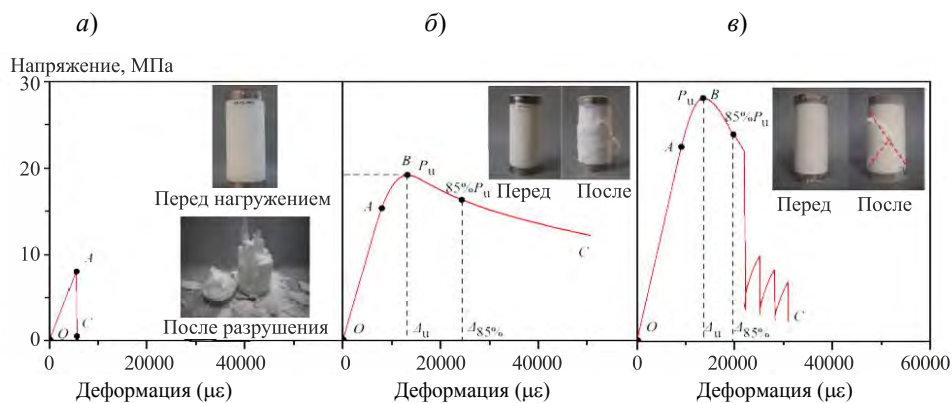 а) б) в)
Напряжение, МПа
30
20
10
0
A
O
C
Перед нагружением
После разрушения
0 20000 40000
Деформация (με)
B P_u
A
85%P_u
C
O
Δ_u Δ_85%
Перед После
0 20000 40000
Деформация (με)
P_u B
A
85%P_u
C
O
Δ_u Δ_85%
Перед После
0 20000 40000 60000
Деформация (με)